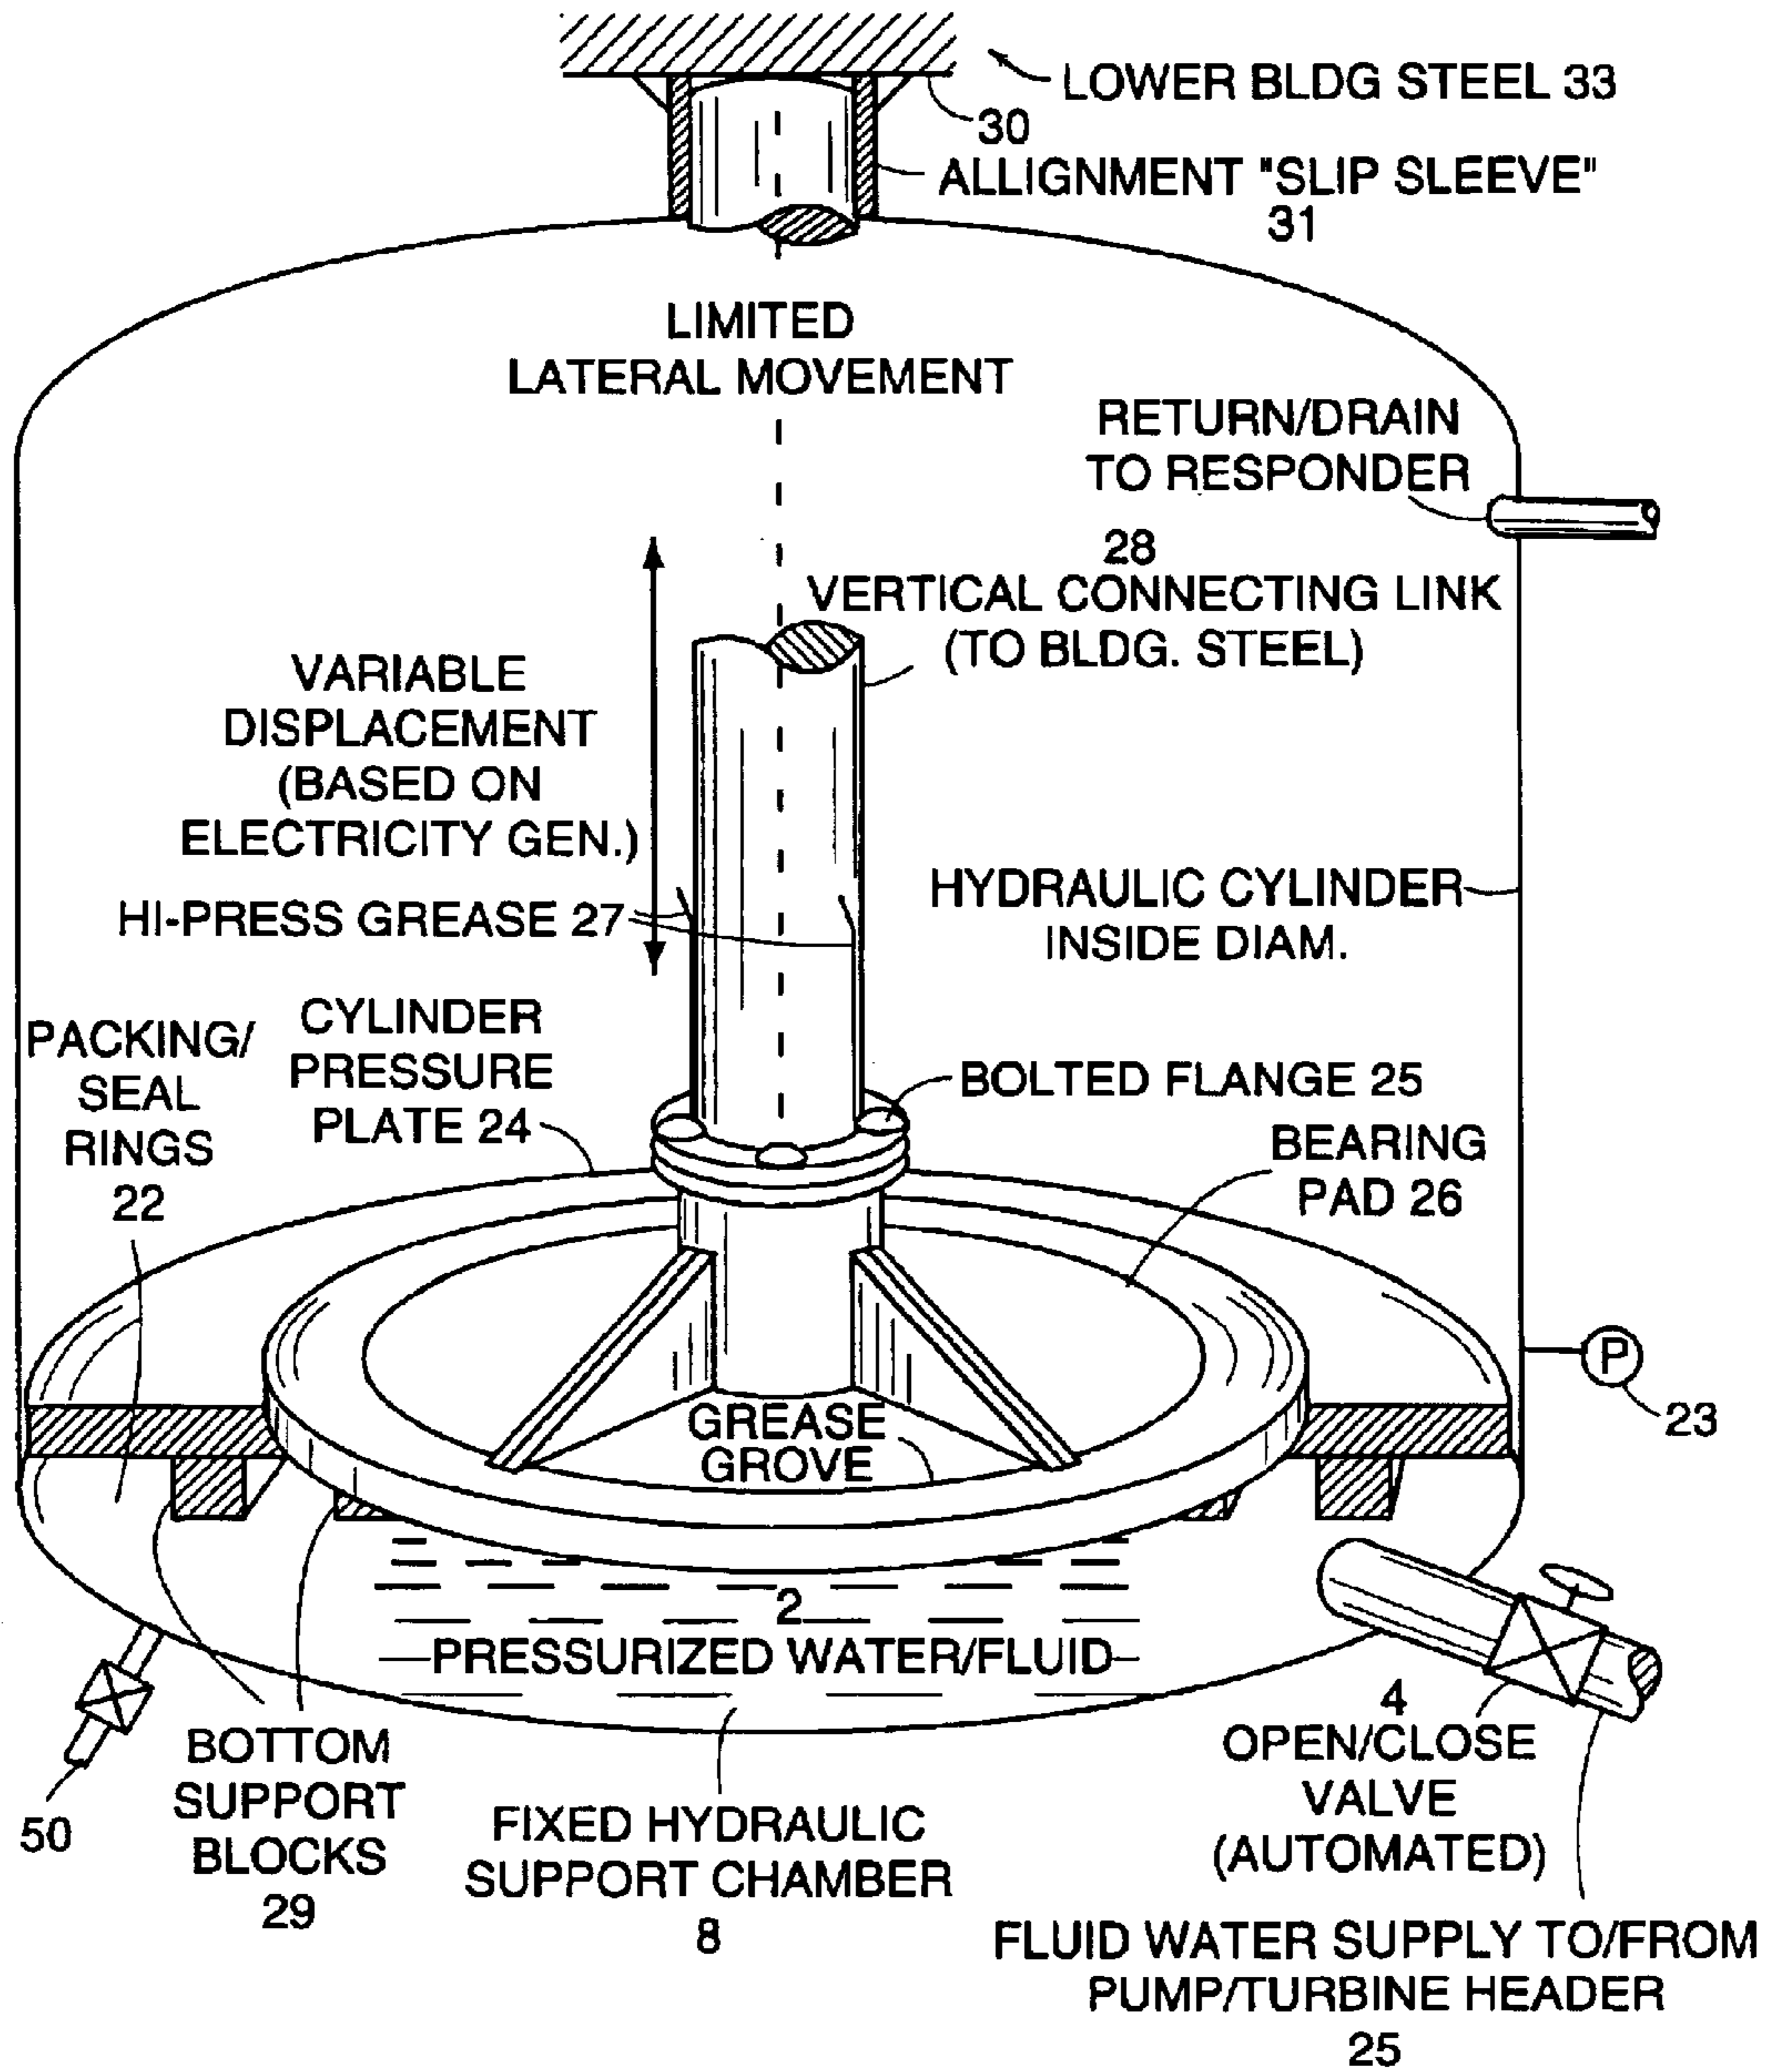 LOWER BLDG STEEL 33
30
ALLIGNMENT "SLIP SLEEVE"
31
LIMITED
LATERAL MOVEMENT
RETURN/DRAIN
TO RESPONDER
28
VERTICAL CONNECTING LINK
(TO BLDG. STEEL)
VARIABLE
DISPLACEMENT
(BASED ON
ELECTRICITY GEN.)
HI-PRESS GREASE 27
HYDRAULIC CYLINDER
INSIDE DIAM.
PACKING/
SEAL
RINGS
22
CYLINDER
PRESSURE
PLATE 24
BOLTED FLANGE 25
BEARING
PAD 26
P
23
GREASE
GROVE
2
PRESSURIZED WATER/FLUID
50
BOTTOM
SUPPORT
BLOCKS
29
FIXED HYDRAULIC
SUPPORT CHAMBER
8
4
OPEN/CLOSE
VALVE
(AUTOMATED)
FLUID WATER SUPPLY TO/FROM
PUMP/TURBINE HEADER
25